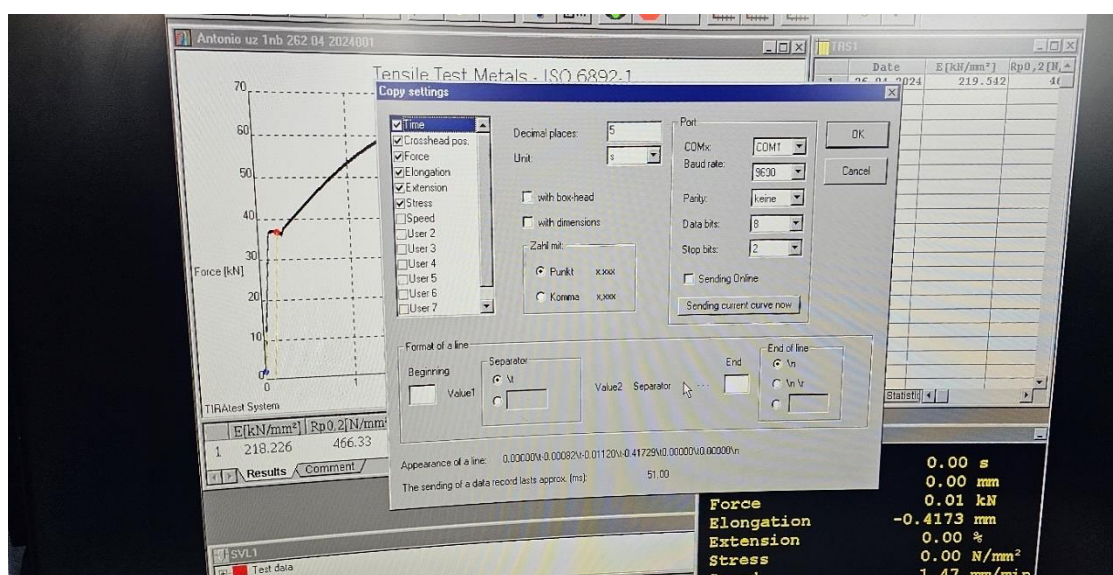 Antonio uz 1nb 262 04 2024001
Tensile Test Metals - ISO 6892-1
70
60
50
40
30
20
10
0
Force [kN]
0
1
TIRAtest System
E[kN/mm²] Rp0,2[N/mm²
1 218.226 466.33
Results Comment
SVL1
Test data
TRS1
Date E[kN/mm²] Rp0,2[N,
1 26.04.2024 219.542 46
Statistic
Copy settings
Time
Crosshead pos.
Force
Elongation
Extension
Stress
Speed
User 2
User 3
User 4
User 5
User 6
User 7
Decimal places: 5
Unit: s
with box-head
with dimensions
Zahl mit:
Punkt x.xxx
Komma x,xxx
Port
COMx: COM1
Baud rate: 9600
Parity: keine
Data bits: 8
Stop bits: 2
Sending Online
Sending current curve now
OK
Cancel
Format of a line
Beginning
Value1
Separator
\t
Value2 Separator ...
End
End of line
\n
\n \r
Appearance of a line: 0.00000\t-0.00082\t-0.01120\t-0.41729\t0.00000\t0.00000\n
The sending of a data record lasts approx. (ms): 51.00
0.00 s
0.00 mm
Force 0.01 kN
Elongation -0.4173 mm
Extension 0.00 %
Stress 0.00 N/mm²
1.47 mm/min